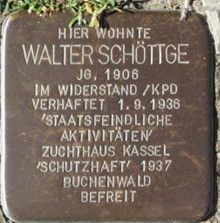 HIER WOHNTE
WALTER SCHÖTTGE
JG. 1906
IM WIDERSTAND / KPD
VERHAFTET 1. 9. 1936
'STAATSFEINDLICHE
AKTIVITÄTEN'
ZUCHTHAUS KASSEL
'SCHUTZHAFT' 1937
BUCHENWALD
BEFREIT